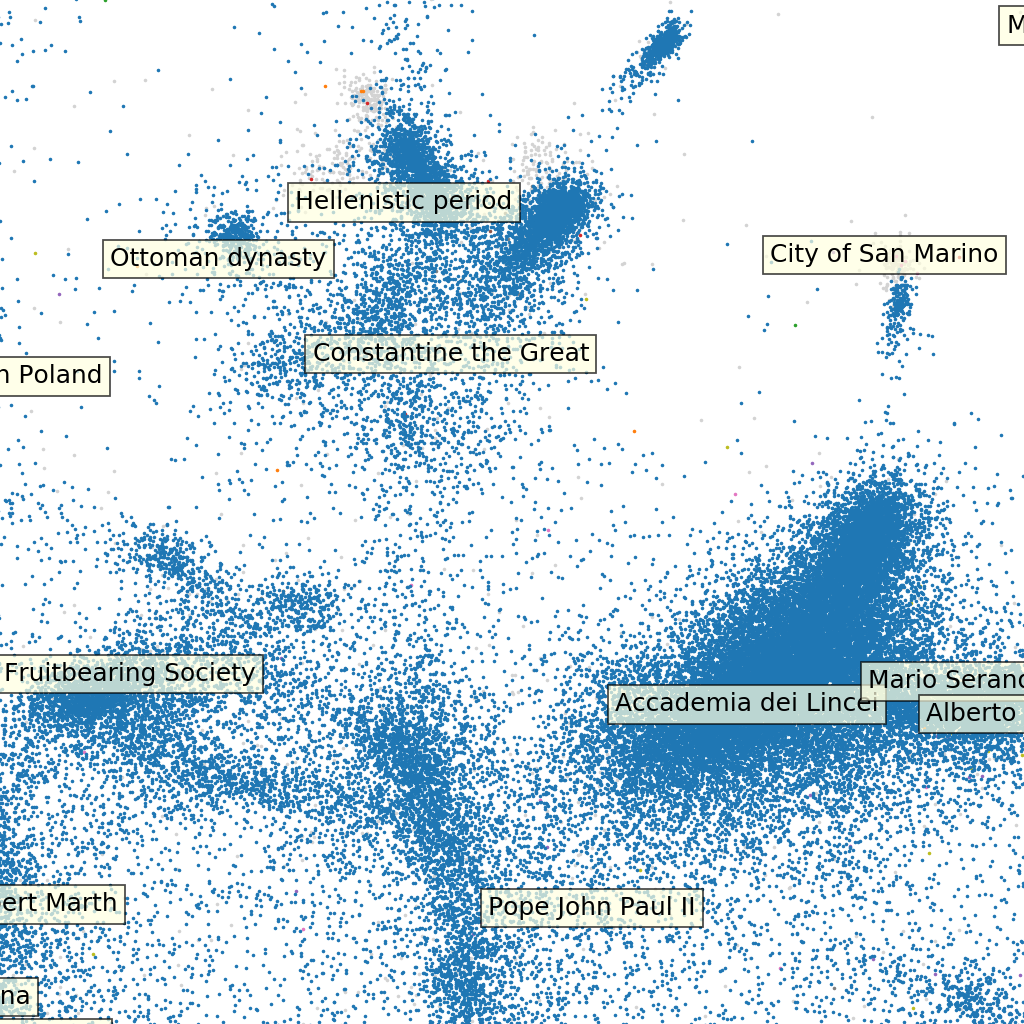 M
Hellenistic period
Ottoman dynasty
City of San Marino
Constantine the Great
n Poland
Fruitbearing Society
Mario Serand
Accademia dei Lincei
Alberto
ert Marth
Pope John Paul II
na